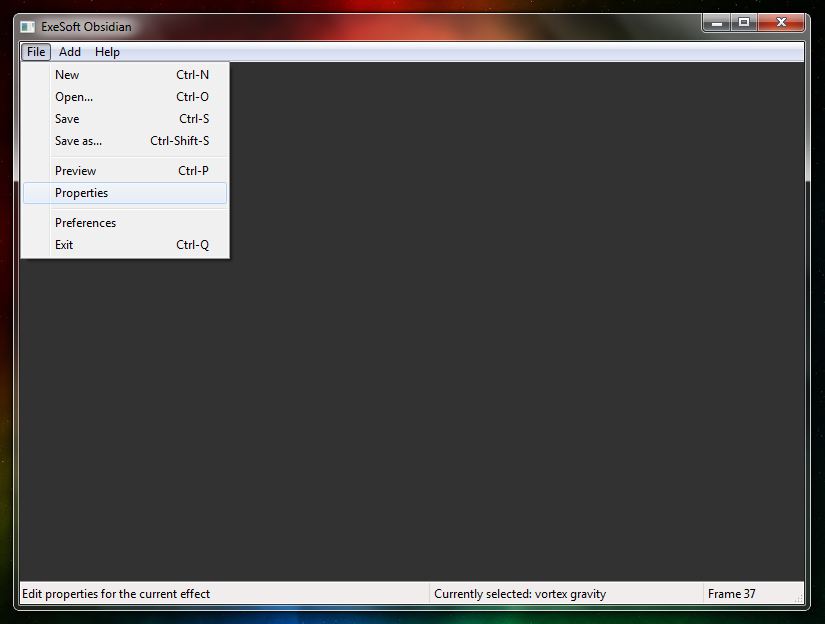 ExeSoft Obsidian
File Add Help
New Ctrl-N
Open... Ctrl-O
Save Ctrl-S
Save as... Ctrl-Shift-S
Preview Ctrl-P
Properties
Preferences
Exit Ctrl-Q
Edit properties for the current effect Currently selected: vortex gravity Frame 37